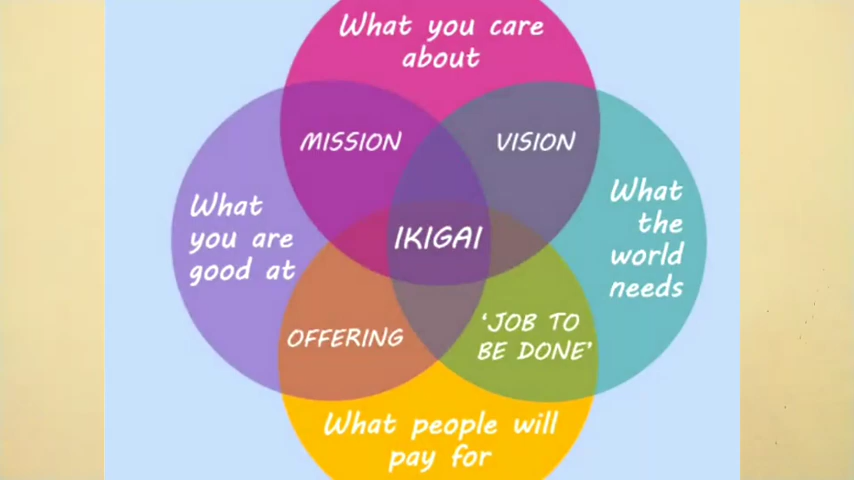 What you care
about
MISSION
VISION
What
you are
good at
What
the
world
needs
IKIGAI
OFFERING
‘JOB TO
BE DONE’
What people will
pay for